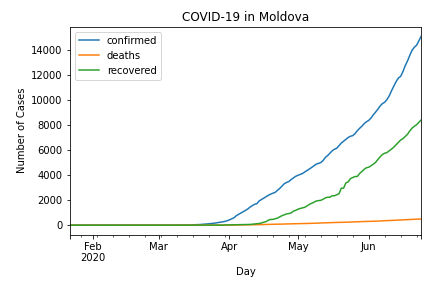 COVID-19 in Moldova
confirmed
deaths
recovered
Number of Cases
14000
12000
10000
8000
6000
4000
2000
0
Feb
2020
Mar
Apr
May
Jun
Day